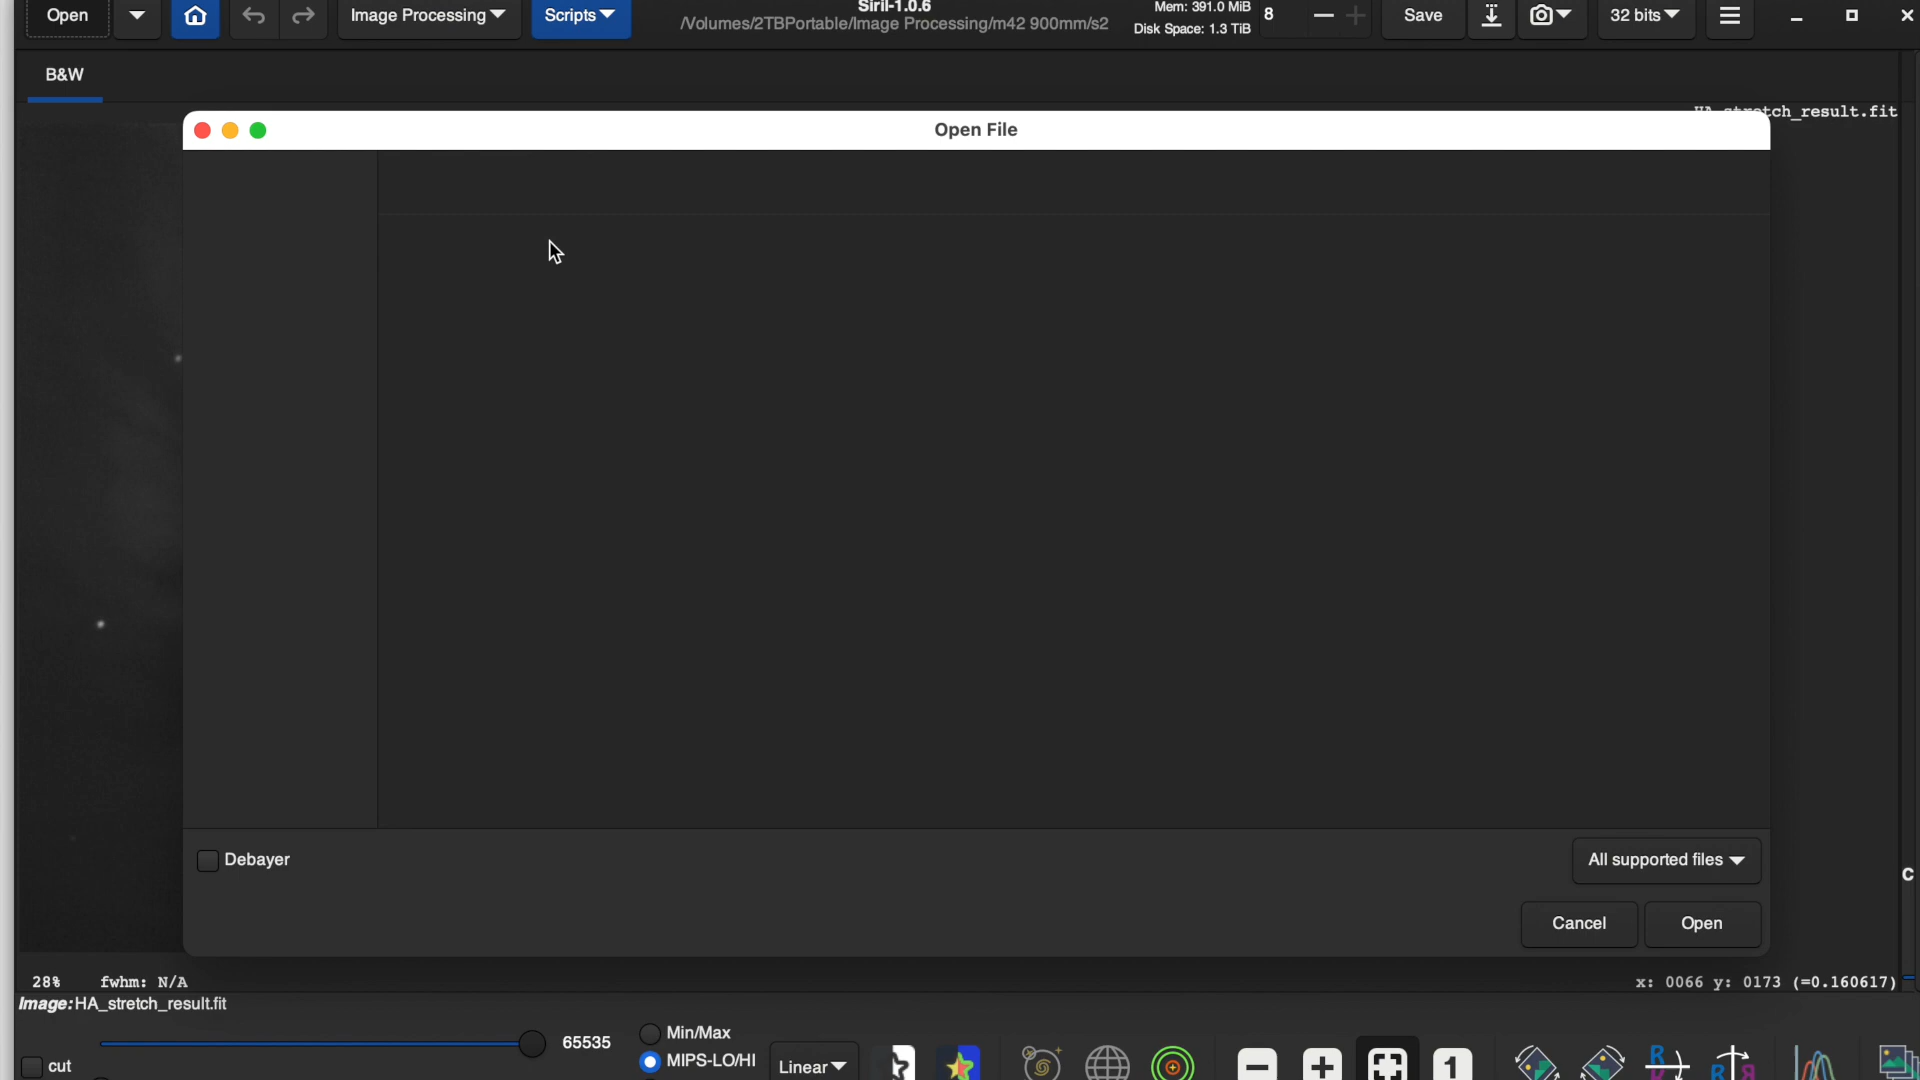 Open
Image Processing
Scripts
Siril-1.0.6
/Volumes/2TBPortable/Image Processing/m42 900mm/s2
Mem: 391.0 MiB
Disk Space: 1.3 TiB
8
Save
32 bits
B&W
HA_stretch_result.fit
Open File
Debayer
All supported files
Cancel
Open
C
28% fwhm: N/A
x: 0066 y: 0173 (=0.160617)
Image: HA_stretch_result.fit
65535
Min/Max
cut
MIPS-LO/HI
Linear
1